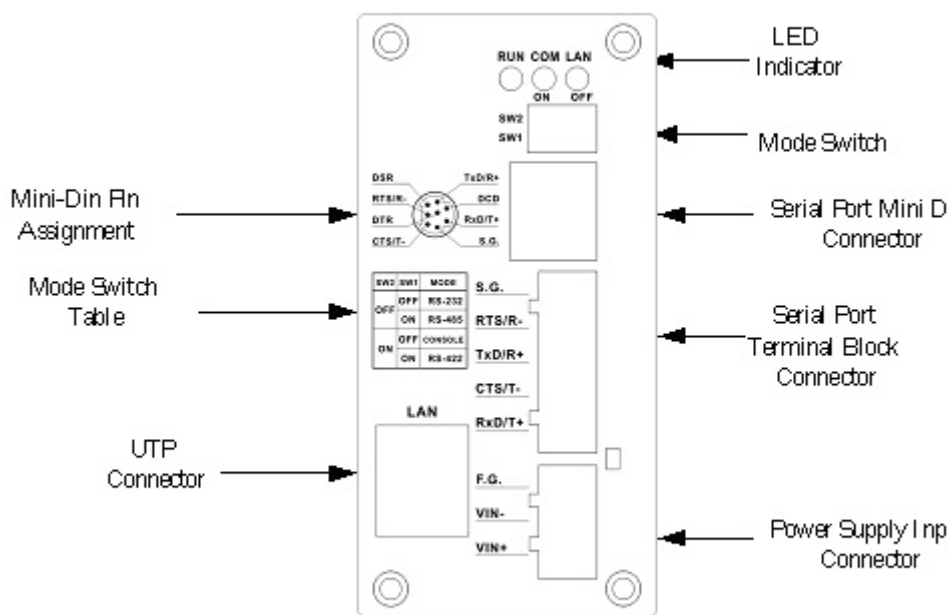 LED
Indicator
RUN COM LAN
ON OFF
SW2
SW1
Mode Switch
DSR TxD/R+
RTS/R- DCD
DTR RxD/T+
CTS/T- S.G.
Mini-Din Pin
Assignment
Serial Port Mini D
Connector
Mode Switch
Table
SW2 SW1 MODE
OFF OFF RS-232
ON RS-485
ON OFF CONSOLE
ON RS-422
S.G.
RTS/R-
TxD/R+
CTS/T-
RxD/T+
Serial Port
Terminal Block
Connector
LAN
UTP
Connector
F.G.
VIN-
VIN+
Power Supply Inp
Connector